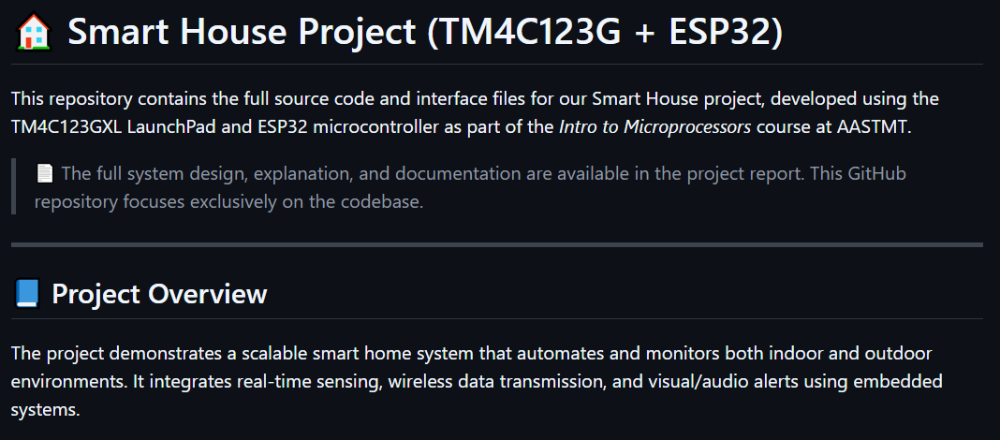 Smart House Project (TM4C123G + ESP32)
This repository contains the full source code and interface files for our Smart House project, developed using the
TM4C123GXL LaunchPad and ESP32 microcontroller as part of the Intro to Microprocessors course at AASTMT.
The full system design, explanation, and documentation are available in the project report. This GitHub
repository focuses exclusively on the codebase.
Project Overview
The project demonstrates a scalable smart home system that automates and monitors both indoor and outdoor
environments. It integrates real-time sensing, wireless data transmission, and visual/audio alerts using embedded
systems.